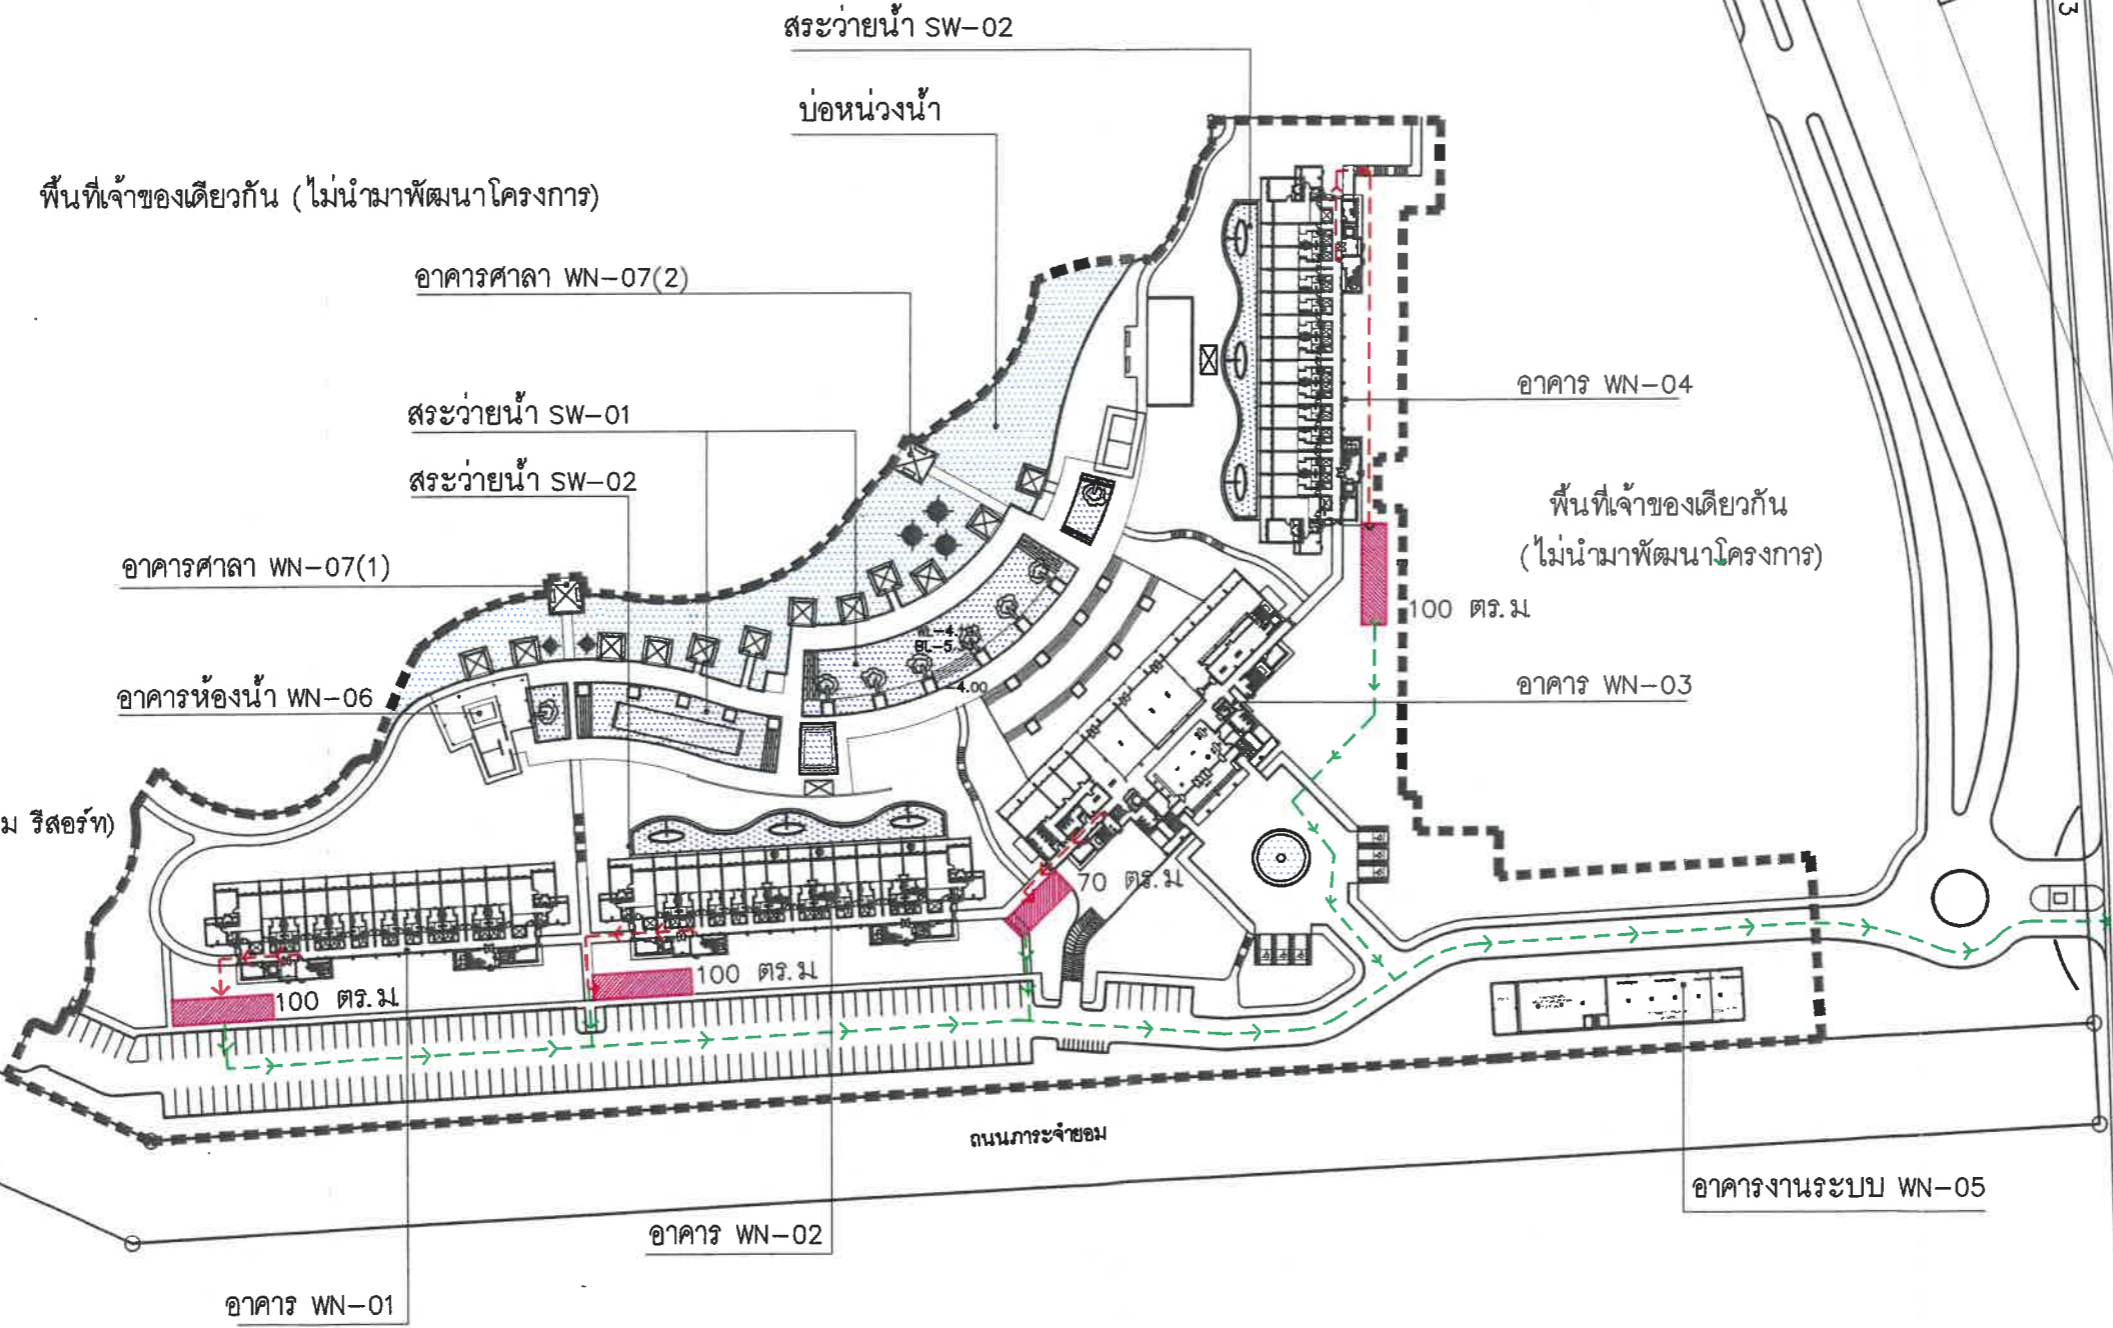 สระว่ายน้ำ SW-02
3
บ่อหน่วงน้ำ
พื้นที่เจ้าของเดียวกัน (ไม่นำมาพัฒนาโครงการ)
อาคารศาลา WN-07(2)
อาคาร WN-04
สระว่ายน้ำ SW-01
สระว่ายน้ำ SW-02
พื้นที่เจ้าของเดียวกัน
(ไม่นำมาพัฒนาโครงการ)
อาคารศาลา WN-07(1)
100 ตร.ม.
อาคารห้องน้ำ WN-06
-4.00
อาคาร WN-03
ม รีสอร์ท)
70 ตร.ม.
100 ตร.ม.
100 ตร.ม.
ถนนภาระจำยอม
อาคารงานระบบ WN-05
อาคาร WN-02
อาคาร WN-01